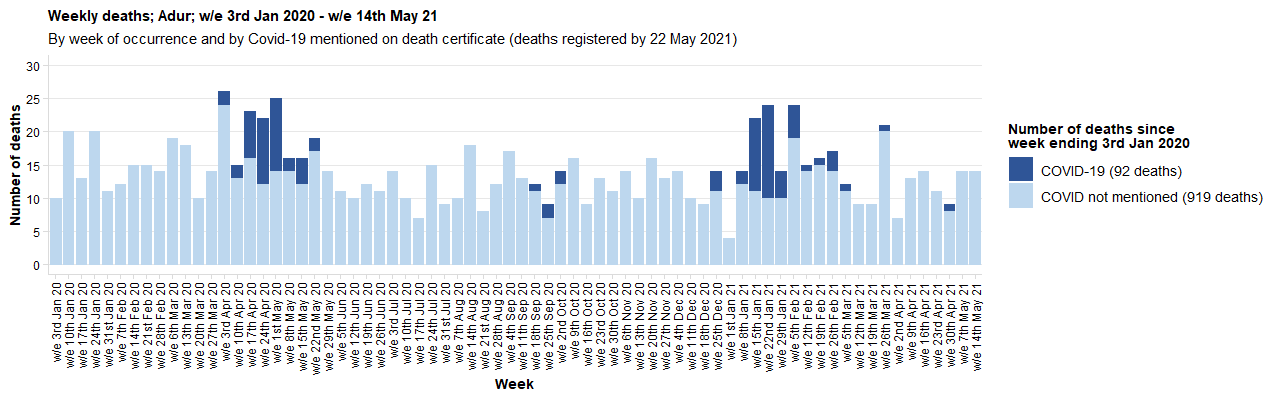 Weekly deaths; Adur; w/e 3rd Jan 2020 - w/e 14th May 21
By week of occurrence and by Covid-19 mentioned on death certificate (deaths registered by 22 May 2021)
Number of deaths
30
25
20
15
10
5
0
w/e 3rd Jan 20
w/e 10th Jan 20
w/e 17th Jan 20
w/e 24th Jan 20
w/e 31st Jan 20
w/e 7th Feb 20
w/e 14th Feb 20
w/e 21st Feb 20
w/e 28th Feb 20
w/e 6th Mar 20
w/e 13th Mar 20
w/e 20th Mar 20
w/e 27th Mar 20
w/e 3rd Apr 20
w/e 10th Apr 20
w/e 17th Apr 20
w/e 24th Apr 20
w/e 1st May 20
w/e 8th May 20
w/e 15th May 20
w/e 22nd May 20
w/e 29th May 20
w/e 5th Jun 20
w/e 12th Jun 20
w/e 19th Jun 20
w/e 26th Jun 20
w/e 3rd Jul 20
w/e 10th Jul 20
w/e 17th Jul 20
w/e 24th Jul 20
w/e 31st Jul 20
w/e 7th Aug 20
w/e 14th Aug 20
w/e 21st Aug 20
w/e 28th Aug 20
w/e 4th Sep 20
w/e 11th Sep 20
w/e 18th Sep 20
w/e 25th Sep 20
w/e 2nd Oct 20
w/e 9th Oct 20
w/e 16th Oct 20
w/e 23rd Oct 20
w/e 30th Oct 20
w/e 6th Nov 20
w/e 13th Nov 20
w/e 20th Nov 20
w/e 27th Nov 20
w/e 4th Dec 20
w/e 11th Dec 20
w/e 18th Dec 20
w/e 25th Dec 20
w/e 1st Jan 21
w/e 8th Jan 21
w/e 15th Jan 21
w/e 22nd Jan 21
w/e 29th Jan 21
w/e 5th Feb 21
w/e 12th Feb 21
w/e 19th Feb 21
w/e 26th Feb 21
w/e 5th Mar 21
w/e 12th Mar 21
w/e 19th Mar 21
w/e 26th Mar 21
w/e 2nd Apr 21
w/e 9th Apr 21
w/e 16th Apr 21
w/e 23rd Apr 21
w/e 30th Apr 21
w/e 7th May 21
w/e 14th May 21
Week
Number of deaths since
week ending 3rd Jan 2020
COVID-19 (92 deaths)
COVID not mentioned (919 deaths)